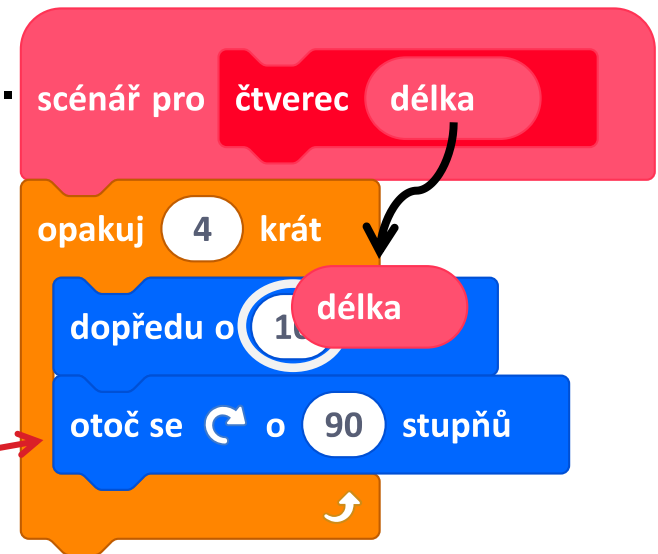 scénář pro čtverec délka
opakuj 4 krát
délka
dopředu o
otoč se o 90 stupňů